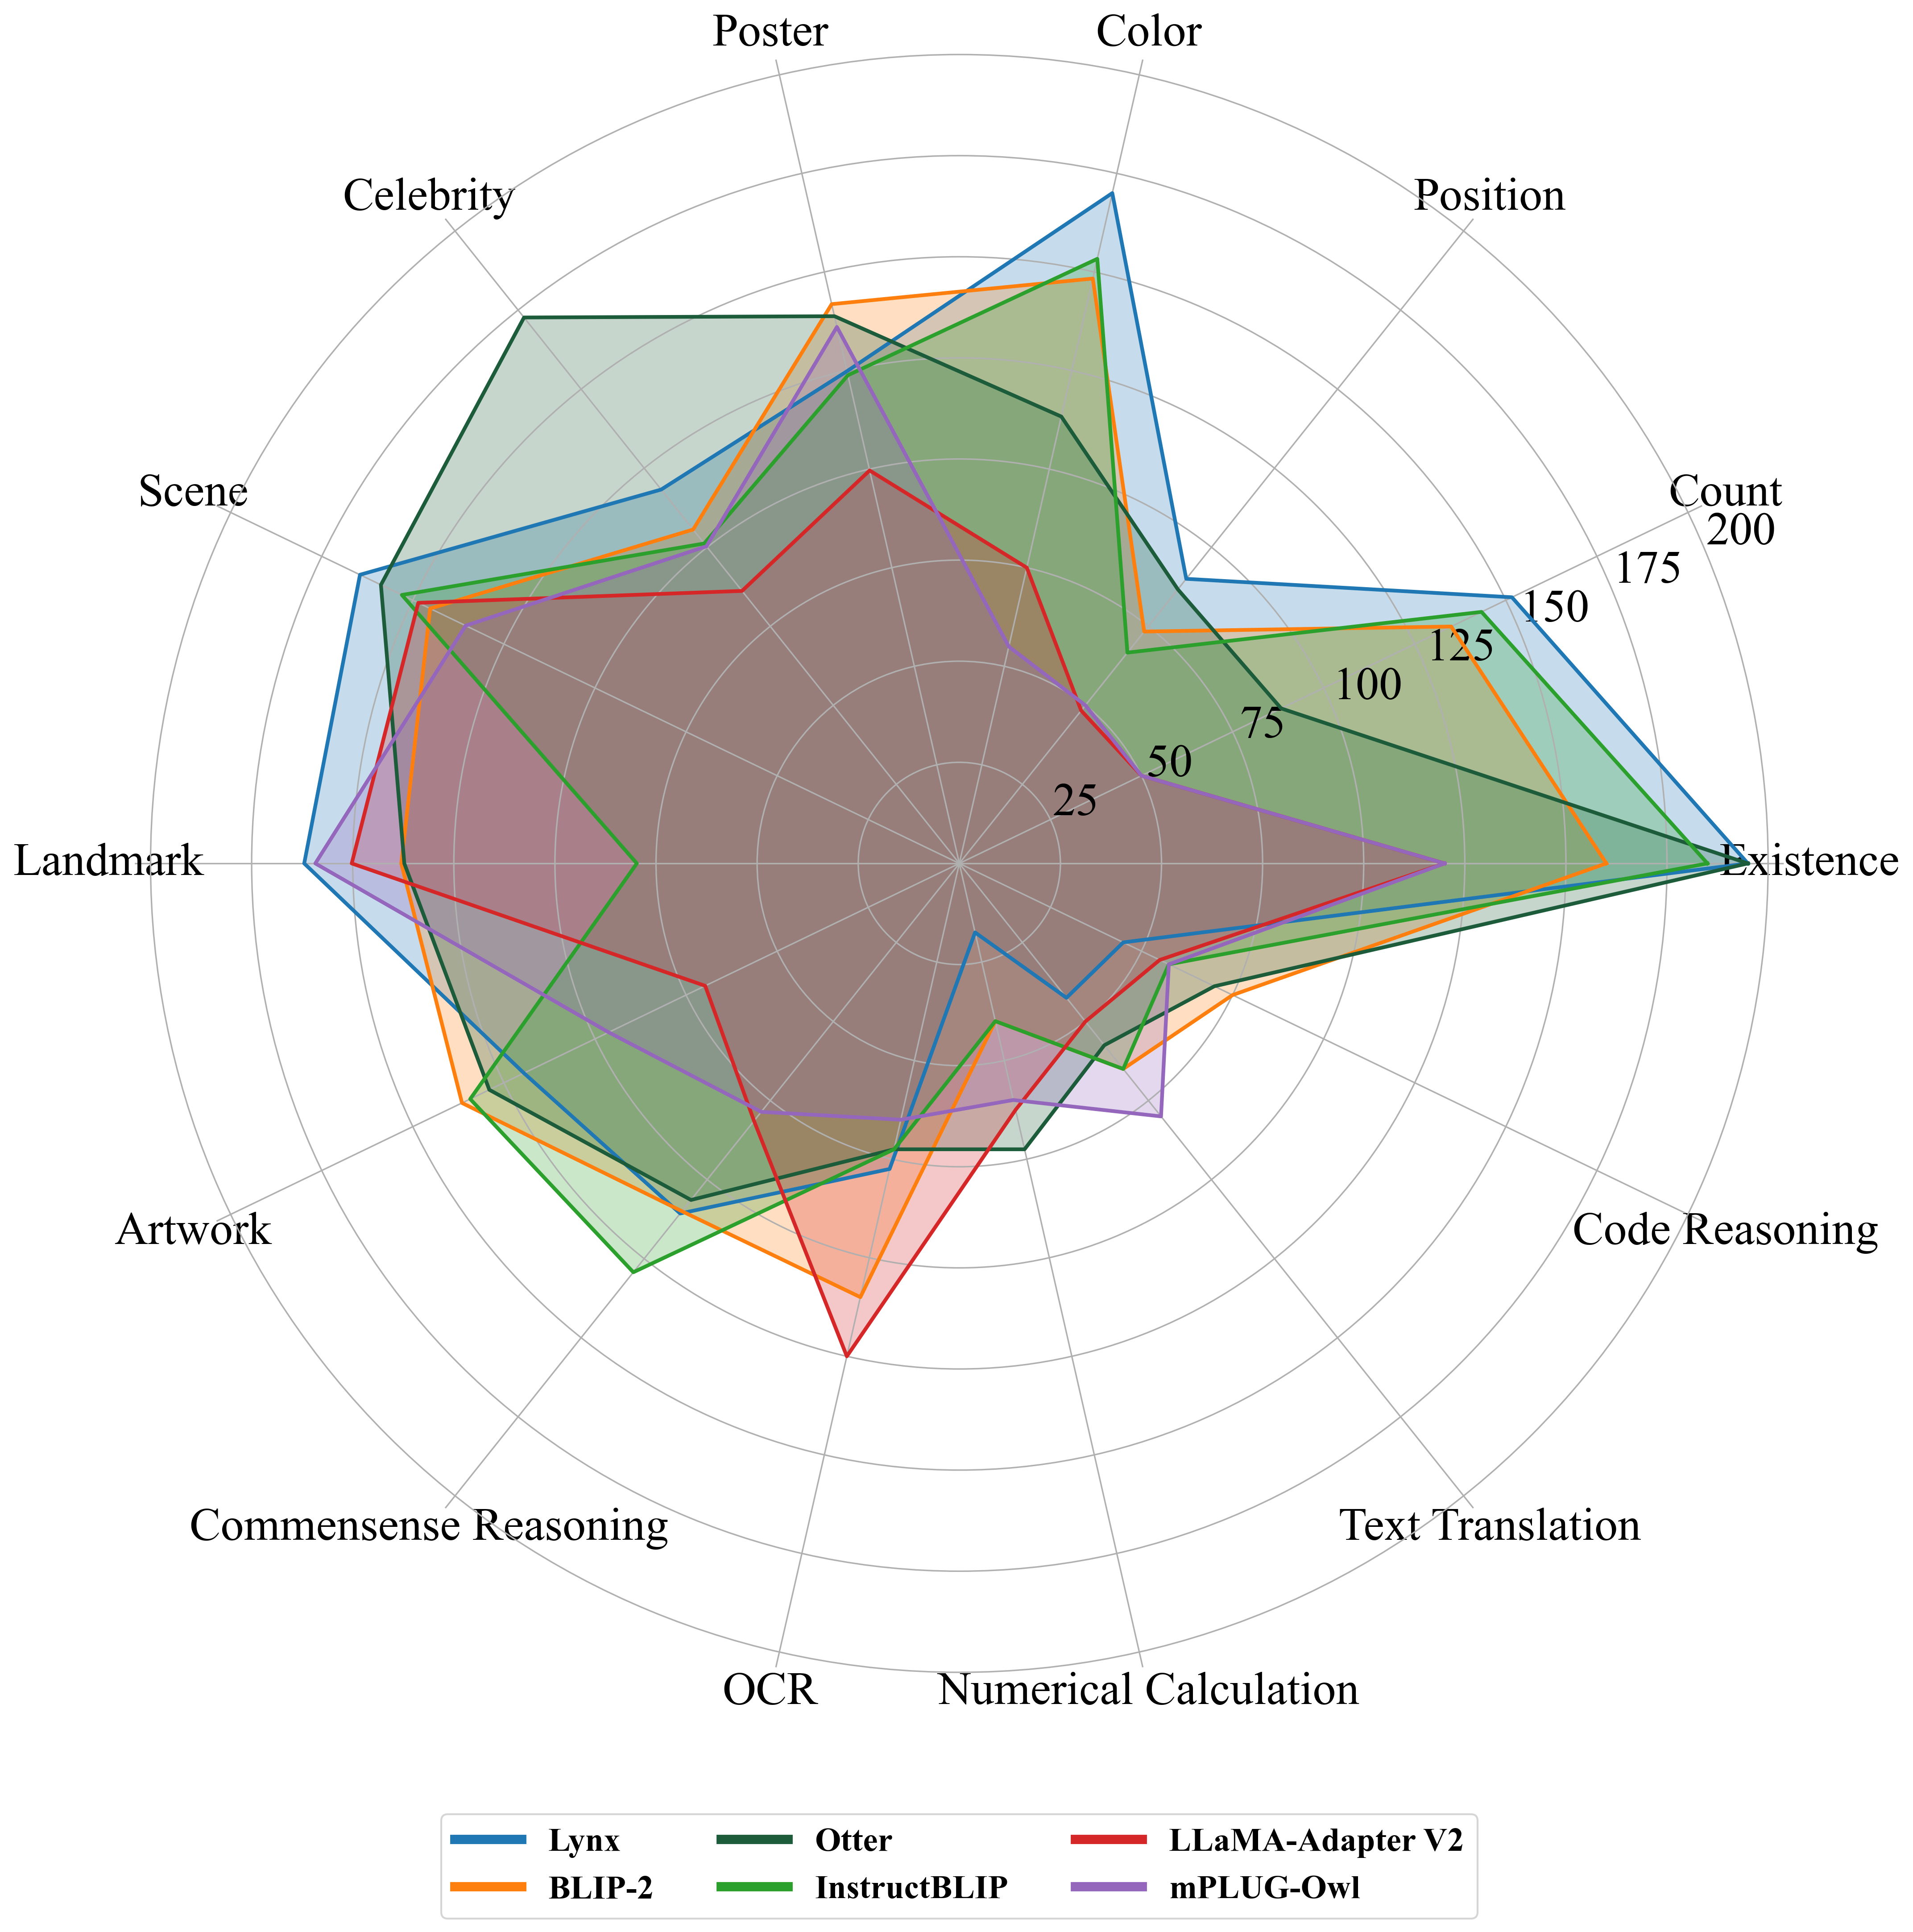 Poster
Color
Celebrity
Position
Scene
Count
200
175
150
125
100
75
50
25
Landmark
Existence
Artwork
Code Reasoning
Commensense Reasoning
Text Translation
OCR
Numerical Calculation
Lynx
Otter
LLaMA-Adapter V2
BLIP-2
InstructBLIP
mPLUG-Owl